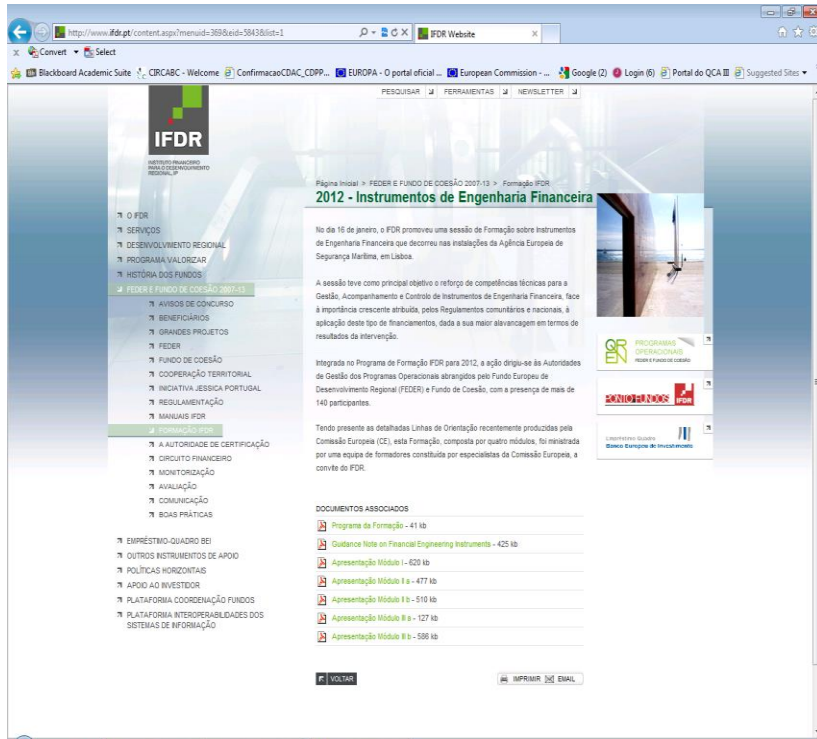 http://www.ifdr.pt/content.aspx?menuid=369&eid=5843&list=1
IFDR Website
x Convert Select
Blackboard Academic Suite CIRCABC - Welcome ConfirmacaoCDAC_CDPP... EUROPA - O portal oficial ... European Commission - ... Google (2) Login (6) Portal do QCA III Suggested Sites
PESQUISAR FERRAMENTAS NEWSLETTER
IFDR
INSTITUTO FINANCEIRO
PARA O DESENVOLVIMENTO
REGIONAL, IP
Página Inicial > FEDER E FUNDO DE COESÃO 2007-13 > Formação IFDR
2012 - Instrumentos de Engenharia Financeira
O IFDR
SERVIÇOS
DESENVOLVIMENTO REGIONAL
PROGRAMA VALORIZAR
HISTÓRIA DOS FUNDOS
FEDER E FUNDO DE COESÃO 2007-13
AVISOS DE CONCURSO
BENEFICIÁRIOS
GRANDES PROJETOS
FEDER
FUNDO DE COESÃO
COOPERAÇÃO TERRITORIAL
INICIATIVA JESSICA PORTUGAL
REGULAMENTAÇÃO
MANUAIS IFDR
FORMAÇÃO IFDR
A AUTORIDADE DE CERTIFICAÇÃO
CIRCUITO FINANCEIRO
MONITORIZAÇÃO
AVALIAÇÃO
COMUNICAÇÃO
BOAS PRÁTICAS
EMPRÉSTIMO-QUADRO BEI
OUTROS INSTRUMENTOS DE APOIO
POLÍTICAS HORIZONTAIS
APOIO AO INVESTIDOR
PLATAFORMA COORDENAÇÃO FUNDOS
PLATAFORMA INTEROPERABILIDADES DOS
SISTEMAS DE INFORMAÇÃO
No dia 16 de janeiro, o IFDR promoveu uma sessão de Formação sobre Instrumentos
de Engenharia Financeira que decorreu nas instalações da Agência Europeia de
Segurança Marítima, em Lisboa.
A sessão teve como principal objetivo o reforço de competências técnicas para a
Gestão, Acompanhamento e Controlo de Instrumentos de Engenharia Financeira, face
à importância crescente atribuída, pelos Regulamentos comunitários e nacionais, à
aplicação deste tipo de financiamentos, dada a sua maior alavancagem em termos de
resultados da intervenção.
Integrada no Programa de Formação IFDR para 2012, a ação dirigiu-se às Autoridades
de Gestão dos Programas Operacionais abrangidos pelo Fundo Europeu de
Desenvolvimento Regional (FEDER) e Fundo de Coesão, com a presença de mais de
140 participantes.
Tendo presente as detalhadas Linhas de Orientação recentemente produzidas pela
Comissão Europeia (CE), esta Formação, composta por quatro módulos, foi ministrada
por uma equipa de formadores constituída por especialistas da Comissão Europeia, a
convite do IFDR.
DOCUMENTOS ASSOCIADOS
Programa da Formação - 41 kb
Guidance Note on Financial Engineering Instruments - 425 kb
Apresentação Módulo I - 620 kb
Apresentação Módulo II a - 477 kb
Apresentação Módulo II b - 510 kb
Apresentação Módulo III a - 127 kb
Apresentação Módulo III b - 586 kb
VOLTAR
IMPRIMIR EMAIL
QREN
PROGRAMAS
OPERACIONAIS
FEDER E FUNDO DE COESÃO
PONTO FUNDOS IFDR
Empréstimo Quadro
Banco Europeu de Investimento